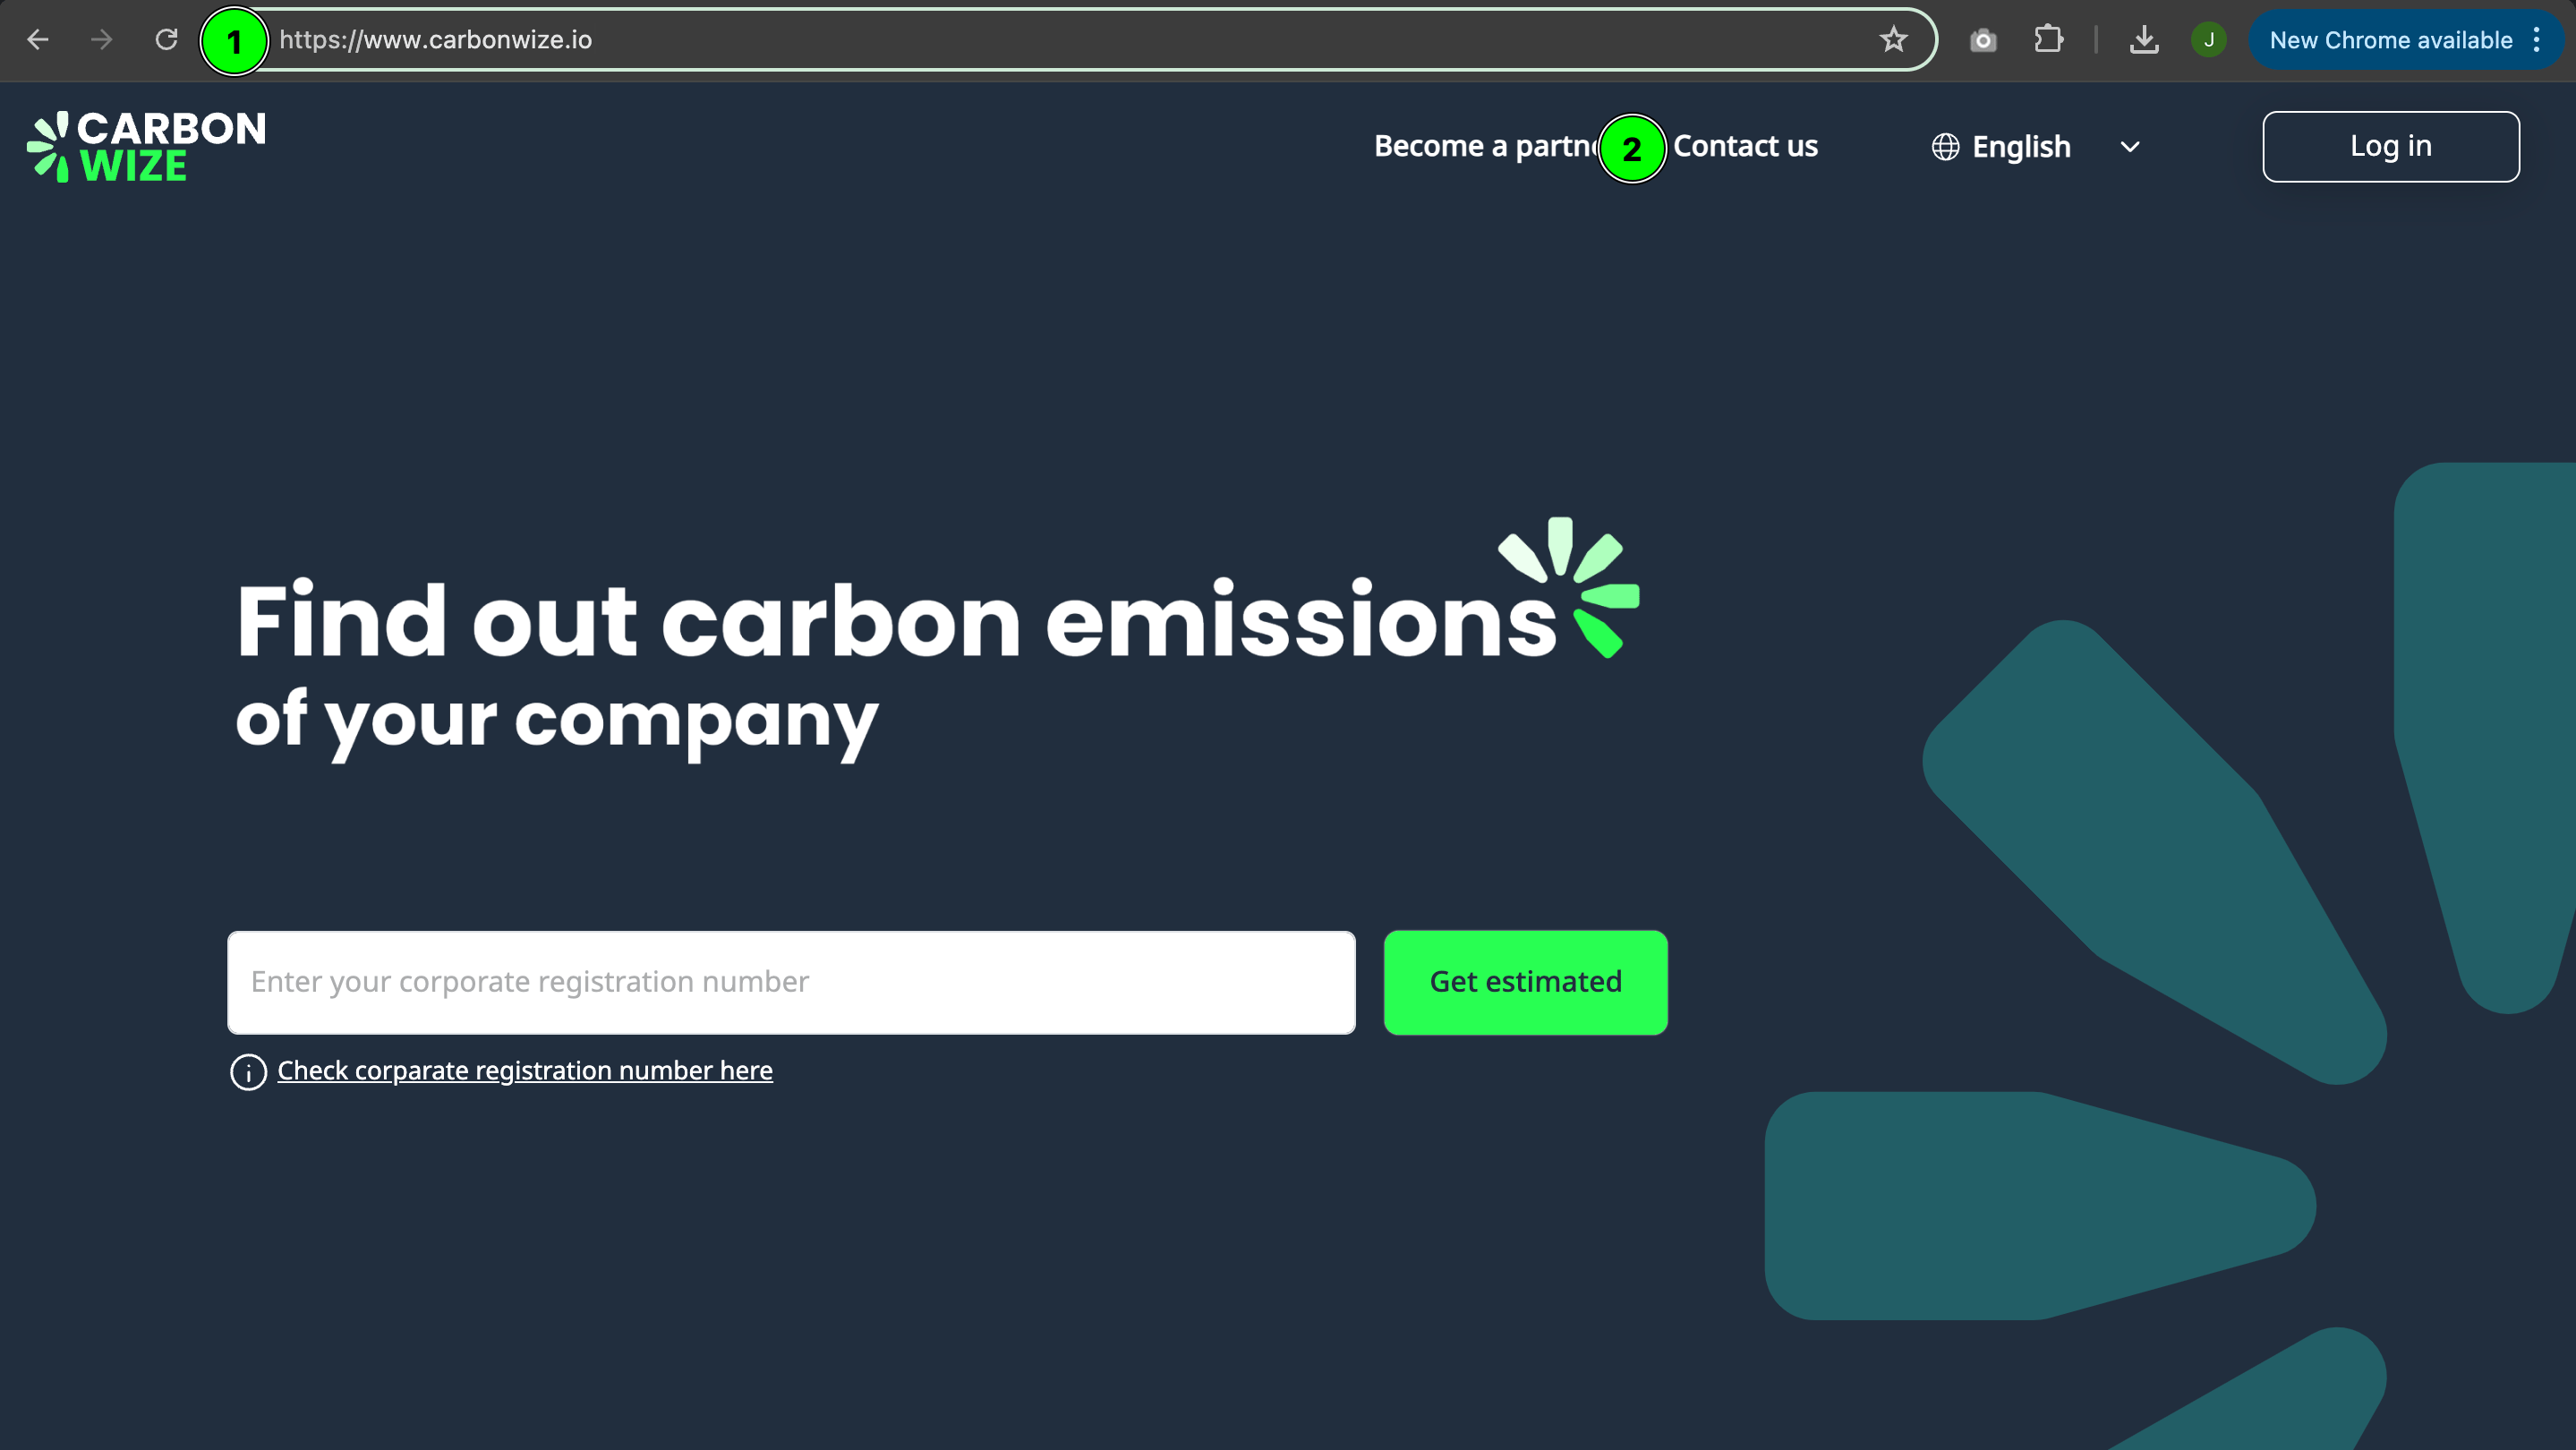 1 https://www.carbonwize.io J New Chrome available
CARBON
WIZE
Become a 2 Contact us English Log in
Find out carbon emissions
of your company
Enter your corporate registration number Get estimated
Check corparate registration number here